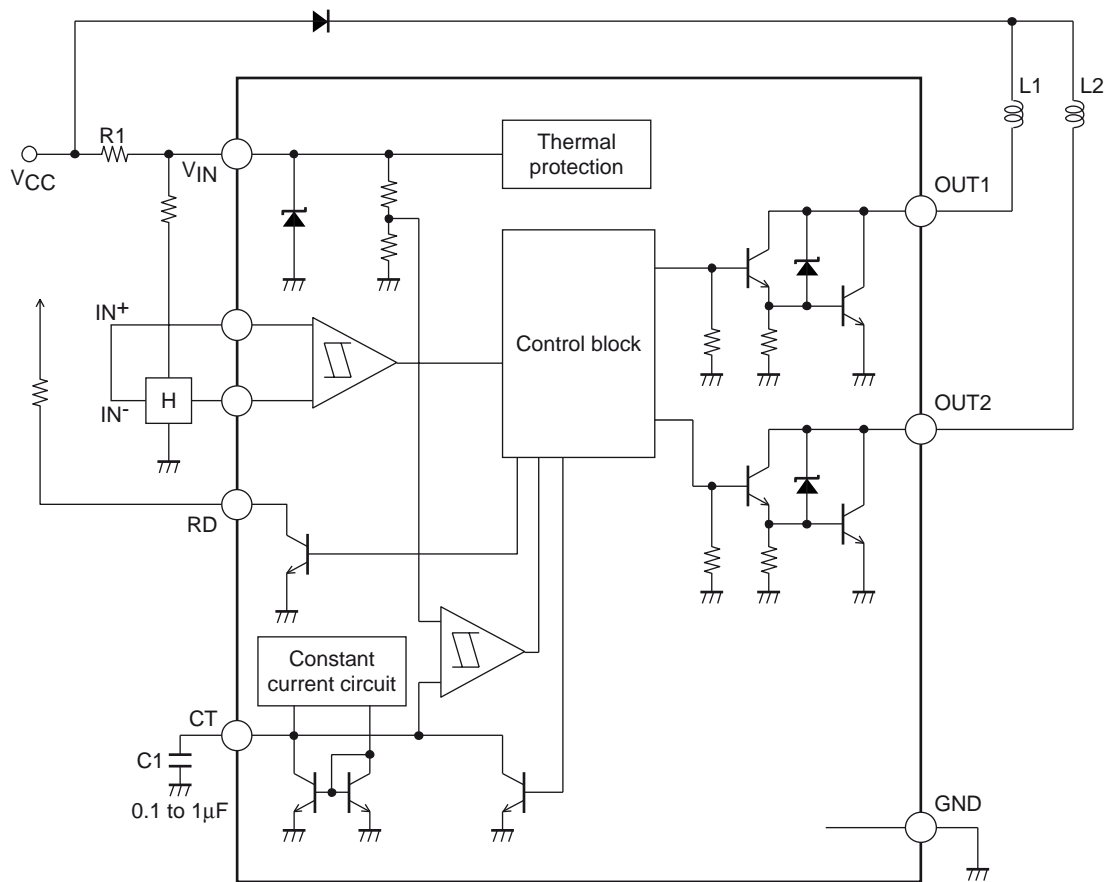 L1
L2
R1
VCC
VIN
Thermal
protection
OUT1
IN+
Control block
IN-
H
OUT2
RD
Constant
current circuit
CT
C1
0.1 to 1μF
GND